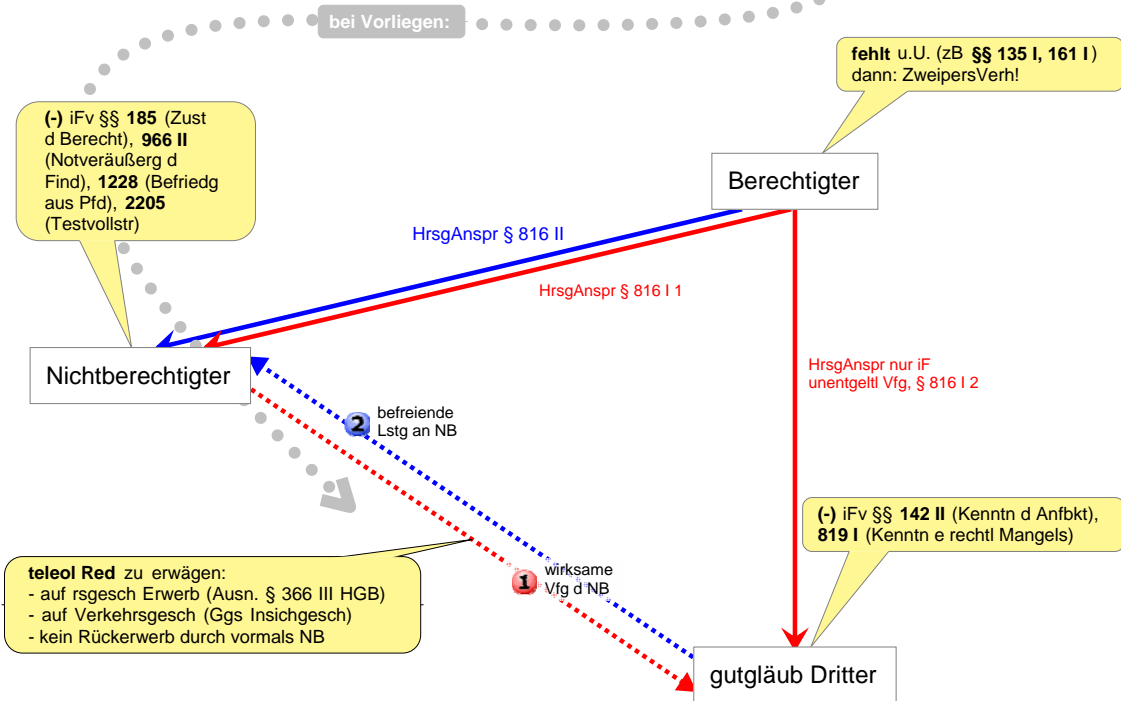 bei Vorliegen:
fehlt u.U. (zB §§ 135 I, 161 I)
dann: ZweipersVerh!
(-) iFv §§ 185 (Zust
d Berecht), 966 II
(Notveräußerg d
Find), 1228 (Befriedg
aus Pfd), 2205
(Testvollstr)
Berechtigter
HrsgAnspr § 816 II
HrsgAnspr § 816 I 1
Nichtberechtigter
HrsgAnspr nur iF
unentgeltl Vfg, § 816 I 2
2
befreiende
Lstg an NB
(-) iFv §§ 142 II (Kenntn d Anfbkt),
819 I (Kenntn e rechtl Mangels)
teleol Red zu erwägen:
- auf rsgesch Erwerb (Ausn. § 366 III HGB)
- auf Verkehrsgesch (Ggs Insichgesch)
- kein Rückerwerb durch vormals NB
1
wirksame
Vfg d NB
gutgläub Dritter